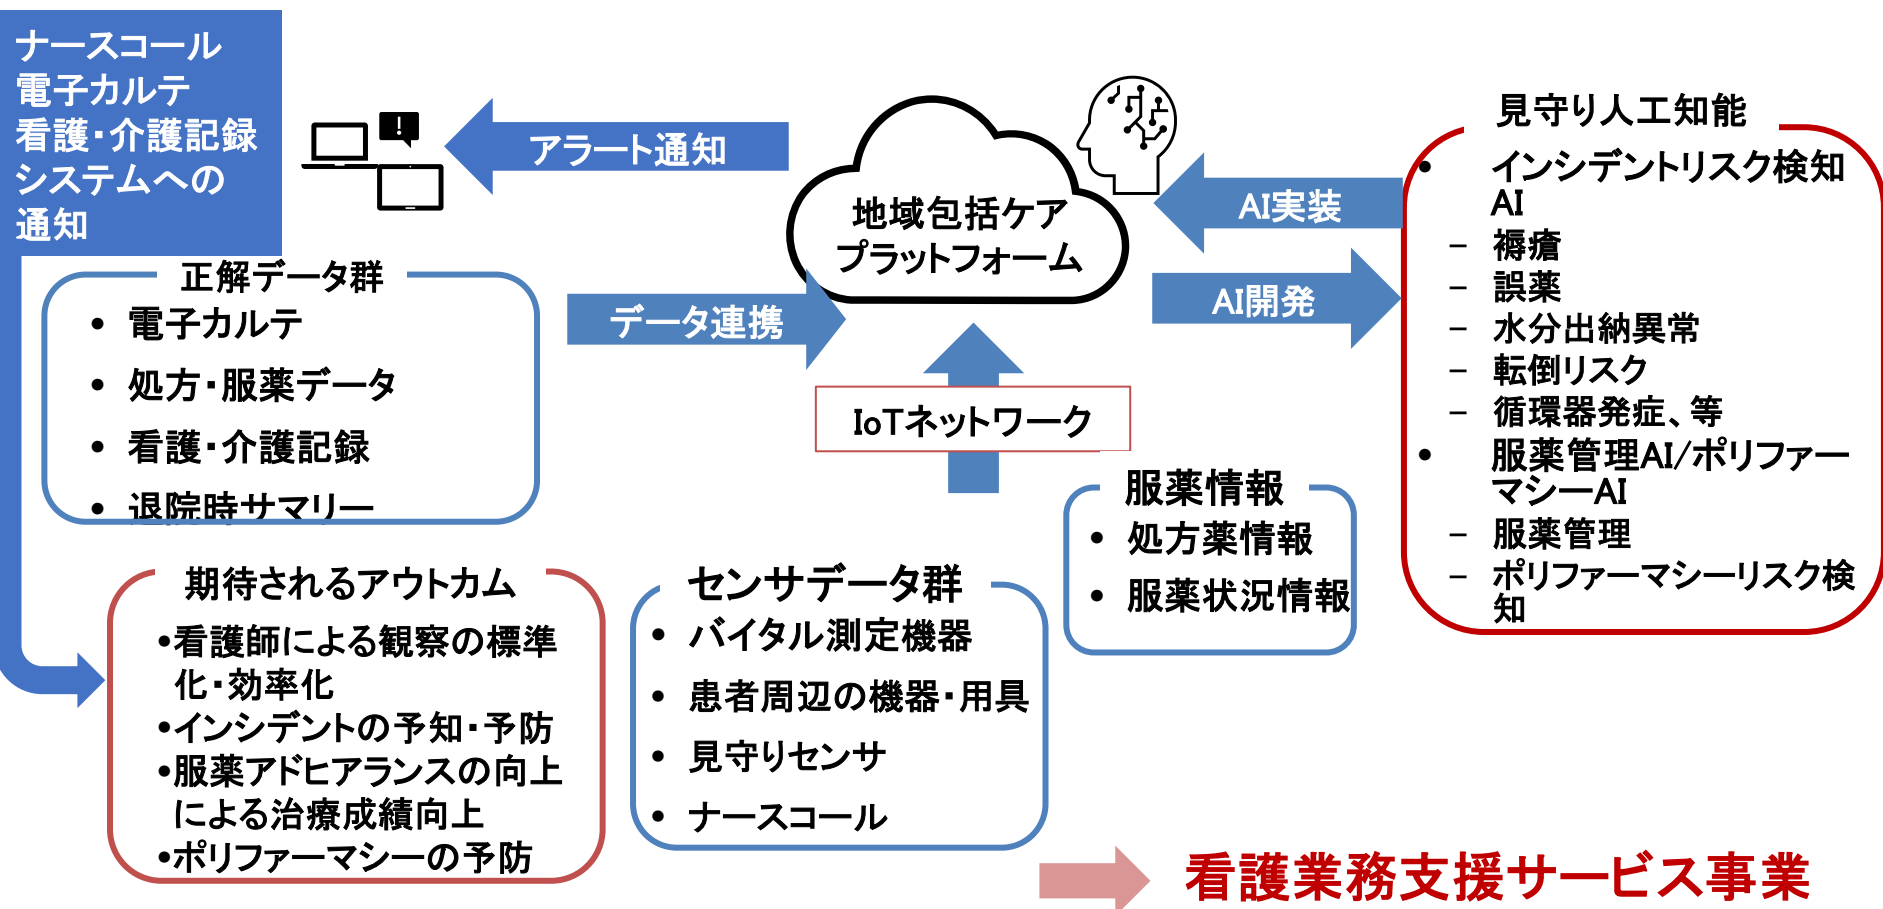 ナースコール
電子カルテ
看護・介護記録
システムへの
通知
アラート通知
地域包括ケア
プラットフォーム
AI実装
AI開発
データ連携
IoTネットワーク
正解データ群
• 電子カルテ
• 処方・服薬データ
• 看護・介護記録
• 退院時サマリー
期待されるアウトカム
•看護師による観察の標準
化・効率化
•インシデントの予知・予防
•服薬アドヒアランスの向上
による治療成績向上
•ポリファーマシーの予防
センサデータ群
• バイタル測定機器
• 患者周辺の機器・用具
• 見守りセンサ
• ナースコール
服薬情報
• 処方薬情報
• 服薬状況情報
見守り人工知能
• インシデントリスク検知
AI
– 褥瘡
– 誤薬
– 水分出納異常
– 転倒リスク
– 循環器発症、等
• 服薬管理AI/ポリファー
マシーAI
– 服薬管理
– ポリファーマシーリスク検
知
看護業務支援サービス事業